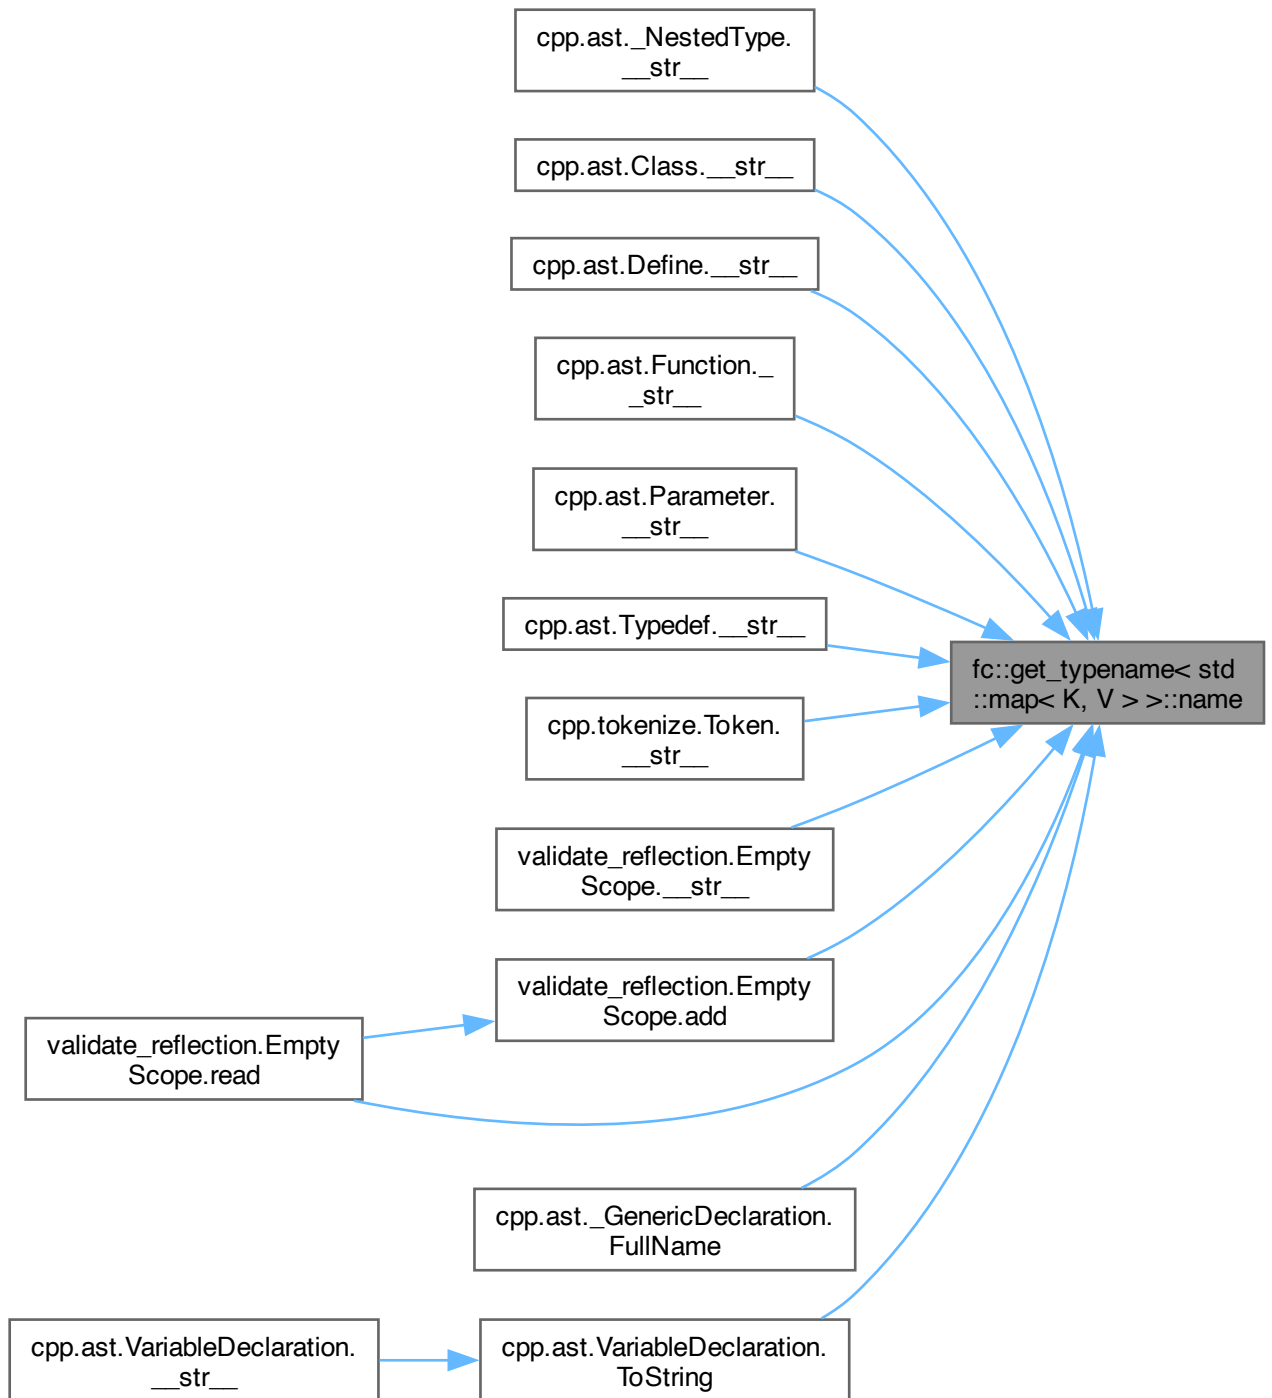 cpp.ast._NestedType.
__str__
cpp.ast.Class.__str__
cpp.ast.Define.__str__
cpp.ast.Function._
_str__
cpp.ast.Parameter.
__str__
cpp.ast.Typedef.__str__
fc::get_typename< std
::map< K, V > >::name
cpp.tokenize.Token.
__str__
validate_reflection.Empty
Scope.__str__
validate_reflection.Empty
Scope.add
validate_reflection.Empty
Scope.read
cpp.ast._GenericDeclaration.
FullName
cpp.ast.VariableDeclaration.
__str__
cpp.ast.VariableDeclaration.
ToString